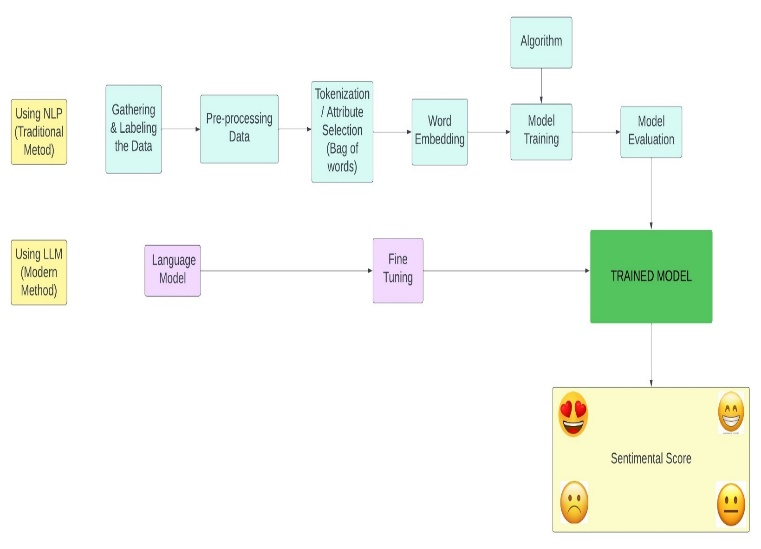 Algorithm
Using NLP
(Traditional
Metod)
Gathering
& Labeling
the Data
Pre-processing
Data
Tokenization
/ Attribute
Selection
(Bag of
words)
Word
Embedding
Model
Training
Model
Evaluation
Using LLM
(Modern
Method)
Language
Model
Fine
Tuning
TRAINED MODEL
Sentimental Score